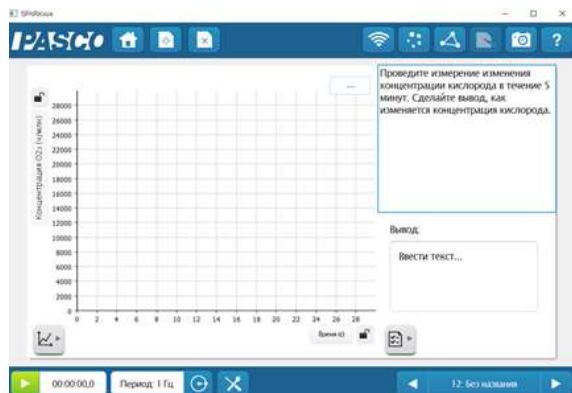 SPARKvue
PASCO
?
Проведите измерение изменения
концентрации кислорода в течение 5
минут. Сделайте вывод, как
изменяется концентрация кислорода.
...
Концентрация O2₃ (ч/млн)
28000
26000
24000
22000
20000
18000
16000
14000
12000
10000
8000
6000
4000
2000
0
0 2 4 6 8 10 12 14 16 18 20 22 24 26 28
Время (с)
Вывод:
Ввести текст...
00:00:00,0
Период: 1 Гц
12: Без названия